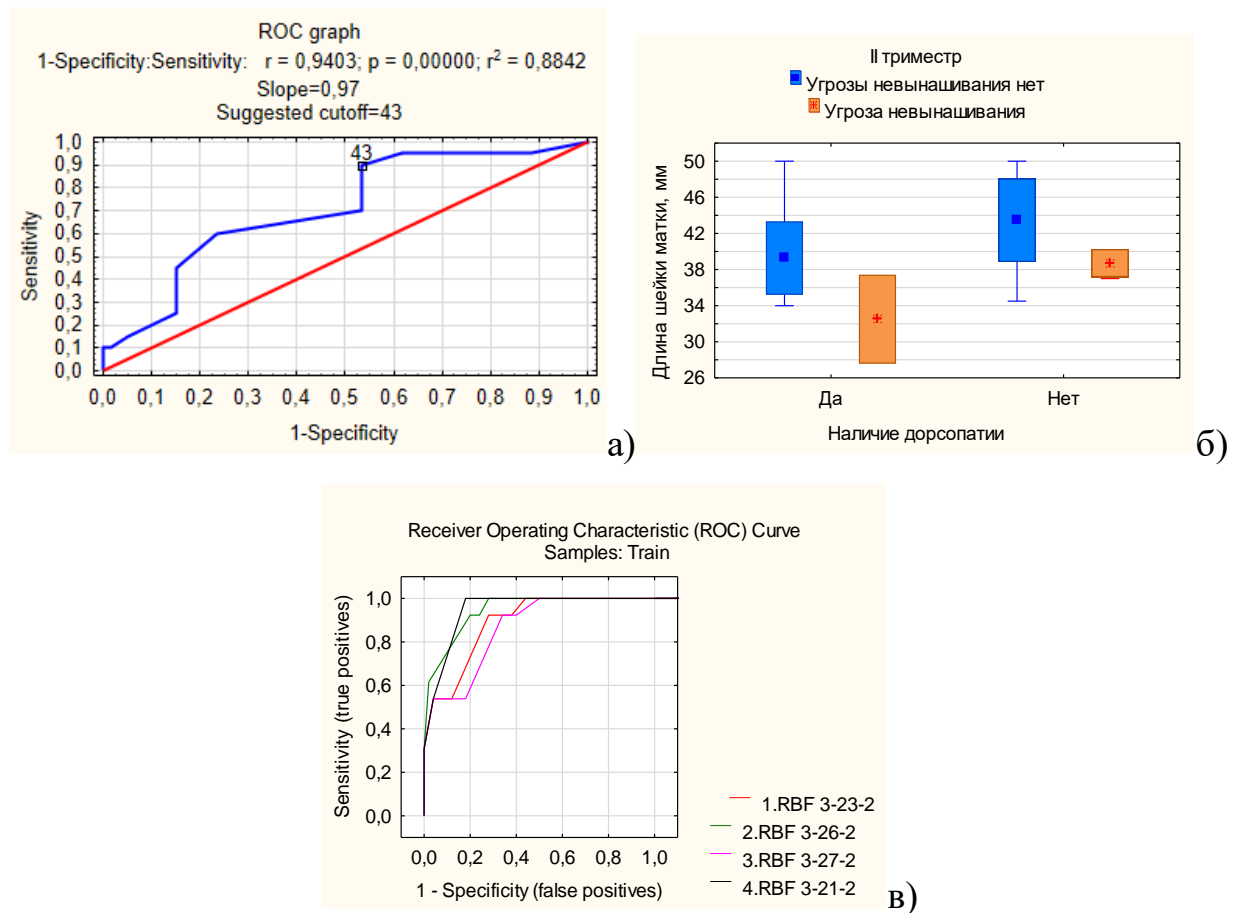 ROC graph
1-Specificity:Sensitivity: r = 0,9403; p = 0,00000; r² = 0,8842
Slope=0,97
Suggested cutoff=43
1,0
0,9
0,8
0,7
0,6
0,5
0,4
0,3
0,2
0,1
0,0
43
Sensitivity
0,0 0,1 0,2 0,3 0,4 0,5 0,6 0,7 0,8 0,9 1,0
1-Specificity
а)
II триместр
Угрозы невынашивания нет
Угроза невынашивания
50
46
42
38
34
30
26
Длина шейки матки, мм
Да Нет
Наличие дорсопатии
б)
Receiver Operating Characteristic (ROC) Curve
Samples: Train
1,0
0,8
0,6
0,4
0,2
0,0
Sensitivity (true positives)
0,0 0,2 0,4 0,6 0,8 1,0
1 - Specificity (false positives)
1.RBF 3-23-2
2.RBF 3-26-2
3.RBF 3-27-2
4.RBF 3-21-2
в)